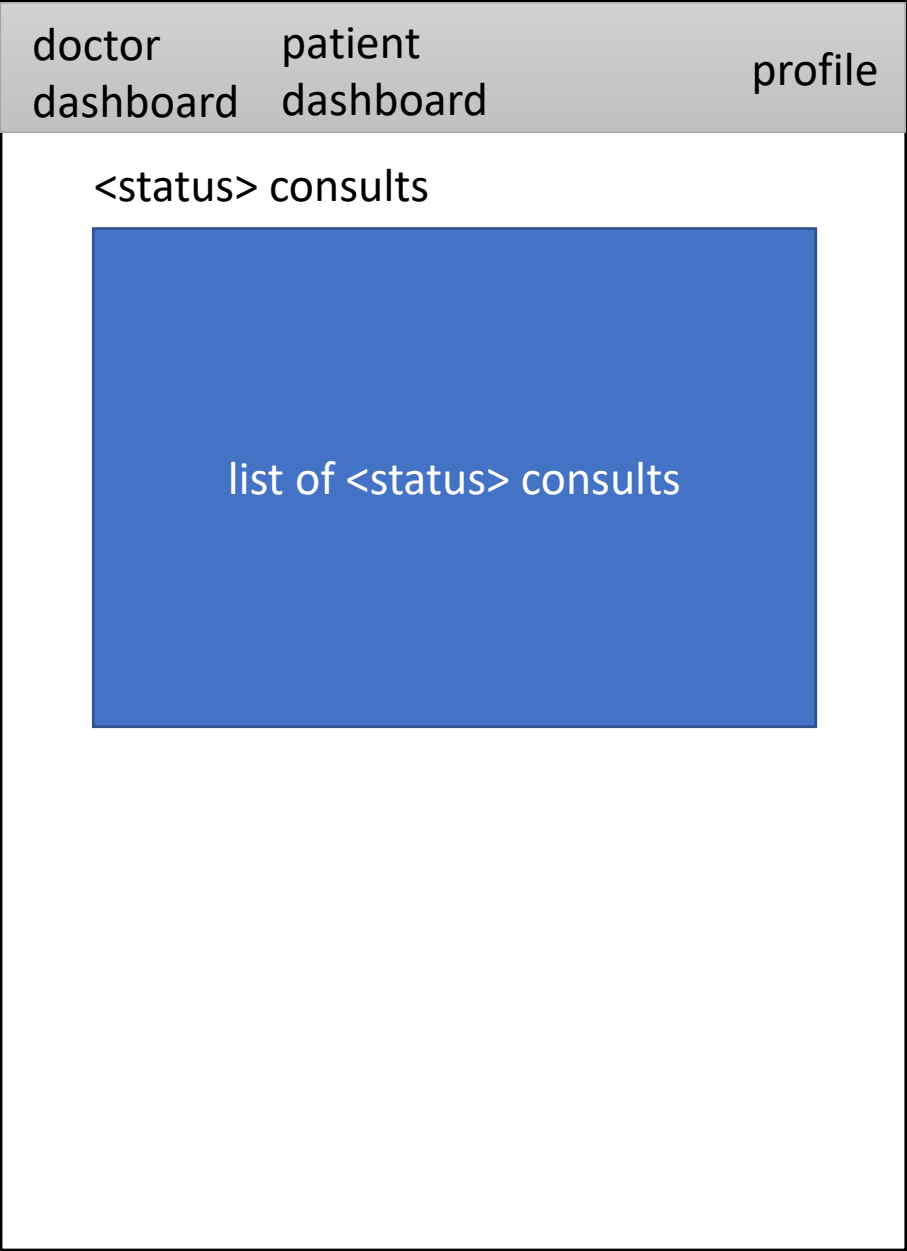 doctor
dashboard
patient
dashboard
profile
<status> consults
list of <status> consults